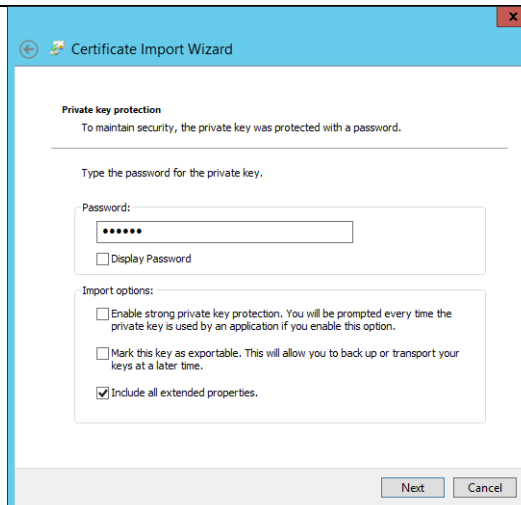 x
Certificate Import Wizard
Private key protection
To maintain security, the private key was protected with a password.
Type the password for the private key.
Password:
••••••
Display Password
Import options:
Enable strong private key protection. You will be prompted every time the
private key is used by an application if you enable this option.
Mark this key as exportable. This will allow you to back up or transport your
keys at a later time.
Include all extended properties.
Next Cancel